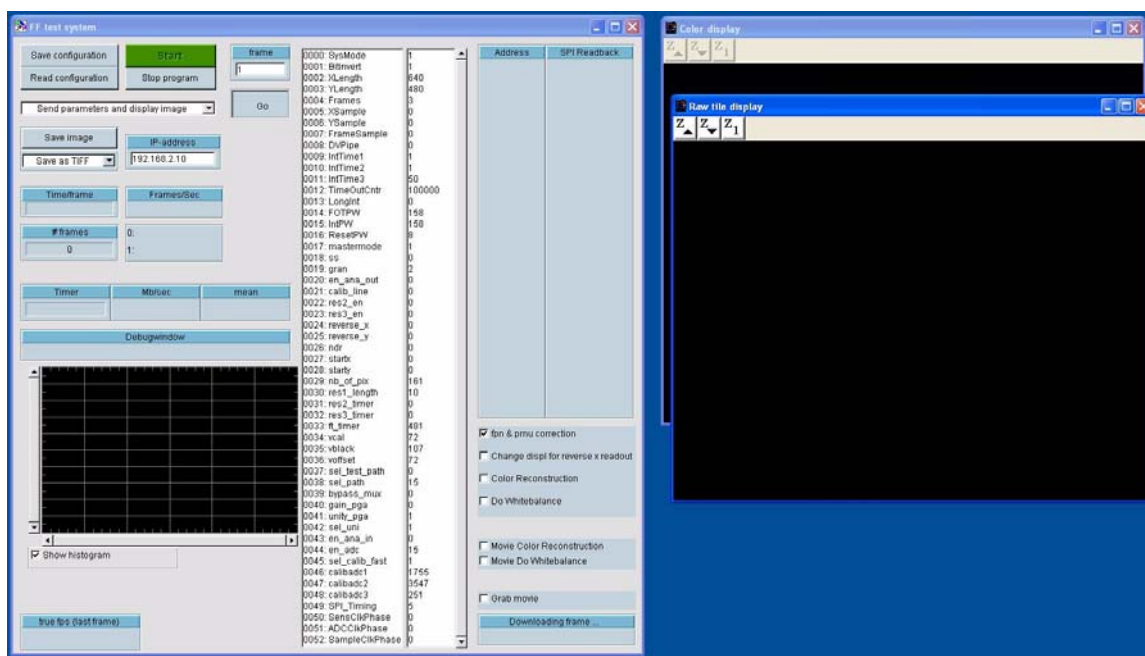 FF test system
Save configuration
Start
frame
Read configuration
Stop program
1
Send parameters and display image
Go
Save image
IP-address
Save as TIFF
192.168.2.10
Time/frame
Frames/Sec
# frames
0:
0
1:
Timer
Mb/sec
mean
Debugwindow
Show histogram
true fps (last frame)
0000: SysMode 1
0001: BitInvert 1
0002: XLength 640
0003: YLength 480
0004: Frames 3
0005: XSample 0
0006: YSample 0
0007: FrameSample 0
0008: DVPipe 0
0009: IntTime1 1
0010: IntTime2 1
0011: IntTime3 50
0012: TimeOutCntr 100000
0013: LongInt 0
0014: FOTPW 158
0015: IntPW 158
0016: ResetPW 8
0017: mastermode 1
0018: ss 0
0019: gran 2
0020: en_ana_out 0
0021: calib_line 0
0022: res2_en 0
0023: res3_en 0
0024: reverse_x 0
0025: reverse_y 0
0026: ndr 0
0027: startx 0
0028: starty 0
0029: nb_of_pix 161
0030: res1_length 10
0031: res2_timer 0
0032: res3_timer 0
0033: ft_timer 481
0034: vcal 72
0035: vblack 107
0036: voffset 72
0037: sel_test_path 0
0038: sel_path 15
0039: bypass_mux 0
0040: gain_pga 0
0041: unity_pga 1
0042: sel_uni 1
0043: en_ana_in 0
0044: en_adc 15
0045: sel_calib_fast 1
0046: calibadc1 1755
0047: calibadc2 3547
0048: calibadc3 251
0049: SPI_Timing 5
0050: SensClkPhase 0
0051: ADCClkPhase 0
0052: SampleClkPhase 0
Address
SPI Readback
fpn & prnu correction
Change displ for reverse x readout
Color Reconstruction
Do Whitebalance
Movie Color Reconstruction
Movie Do Whitebalance
Grab movie
Downloading frame ...
Color display
Z Z Z1
Raw tile display
Z Z Z1